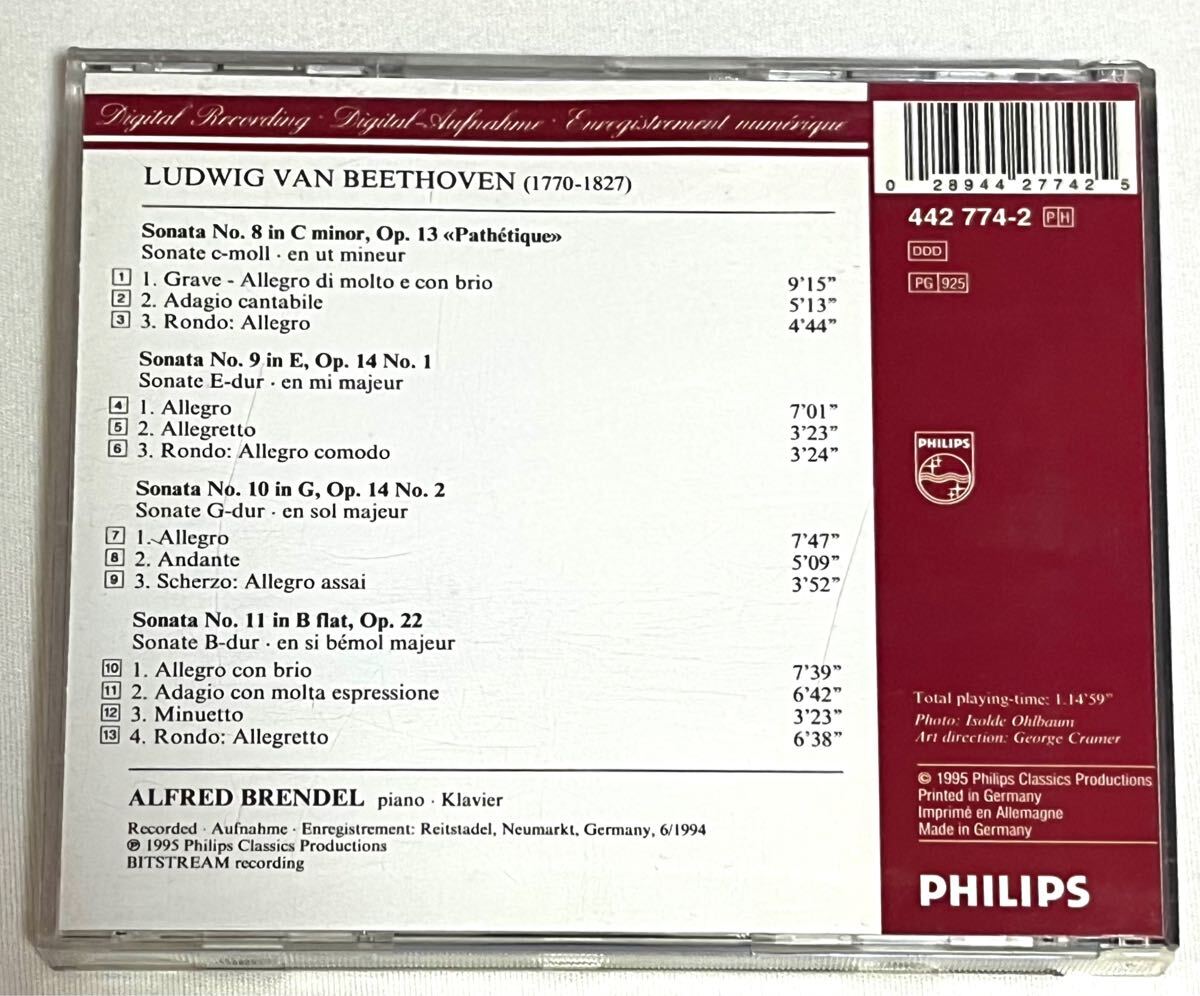 Digital Recording · Digital-Aufnahme · Enregistrement numérique
LUDWIG VAN BEETHOVEN (1770-1827)
Sonata No. 8 in C minor, Op. 13 «Pathétique»
Sonate c-moll · en ut mineur
1 1. Grave - Allegro di molto e con brio 9’15”
2 2. Adagio cantabile 5’13”
3 3. Rondo: Allegro 4’44”
Sonata No. 9 in E, Op. 14 No. 1
Sonate E-dur · en mi majeur
4 1. Allegro 7’01”
5 2. Allegretto 3’23”
6 3. Rondo: Allegro comodo 3’24”
Sonata No. 10 in G, Op. 14 No. 2
Sonate G-dur · en sol majeur
7 1. Allegro 7’47”
8 2. Andante 5’09”
9 3. Scherzo: Allegro assai 3’52”
Sonata No. 11 in B flat, Op. 22
Sonate B-dur · en si bémol majeur
10 1. Allegro con brio 7’39”
11 2. Adagio con molta espressione 6’42”
12 3. Minuetto 3’23”
13 4. Rondo: Allegretto 6’38”
ALFRED BRENDEL piano · Klavier
Recorded · Aufnahme · Enregistrement: Reitstadel, Neumarkt, Germany, 6/1994
℗ 1995 Philips Classics Productions
BITSTREAM recording
0 28944 27742 5
442 774-2 PH
DDD
PG 925
PHILIPS
Total playing-time: 1.14’59”
Photo: Isolde Ohlbaum
Art direction: George Cramer
© 1995 Philips Classics Productions
Printed in Germany
Imprimé en Allemagne
Made in Germany
PHILIPS